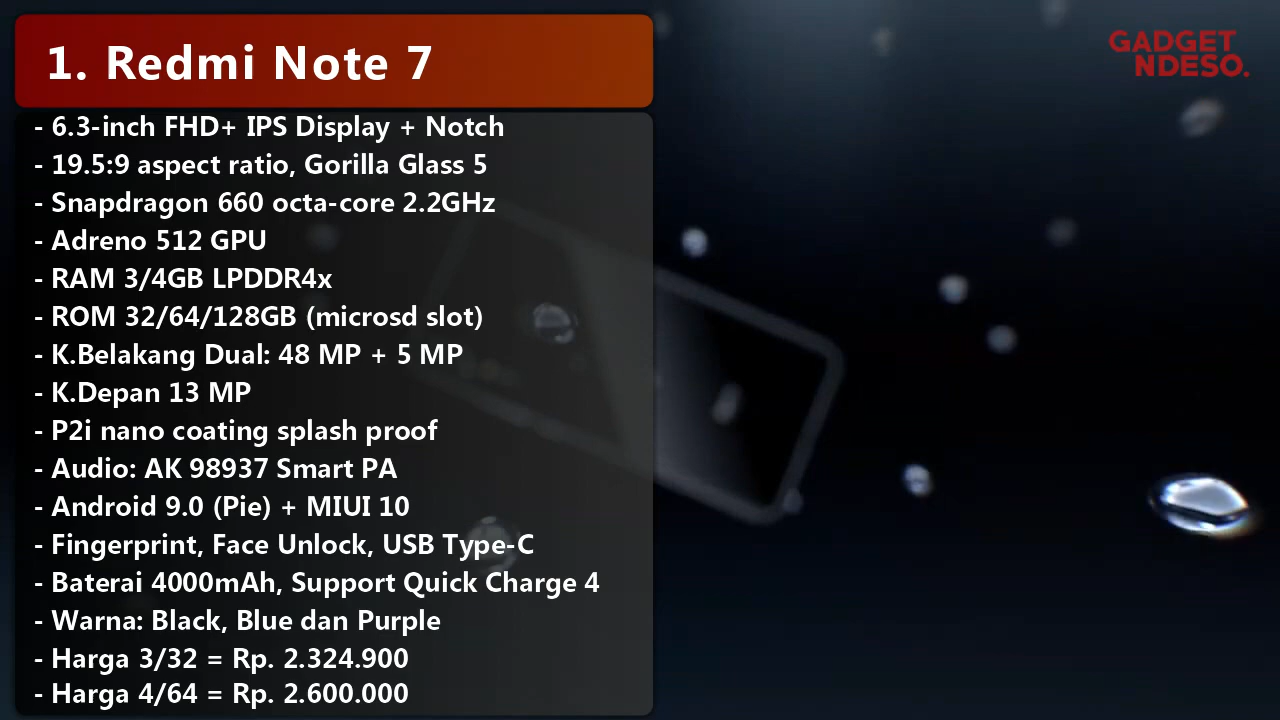 1. Redmi Note 7
GADGET
NDESO.
- 6.3-inch FHD+ IPS Display + Notch
- 19.5:9 aspect ratio, Gorilla Glass 5
- Snapdragon 660 octa-core 2.2GHz
- Adreno 512 GPU
- RAM 3/4GB LPDDR4x
- ROM 32/64/128GB (microsd slot)
- K.Belakang Dual: 48 MP + 5 MP
- K.Depan 13 MP
- P2i nano coating splash proof
- Audio: AK 98937 Smart PA
- Android 9.0 (Pie) + MIUI 10
- Fingerprint, Face Unlock, USB Type-C
- Baterai 4000mAh, Support Quick Charge 4
- Warna: Black, Blue dan Purple
- Harga 3/32 = Rp. 2.324.900
- Harga 4/64 = Rp. 2.600.000